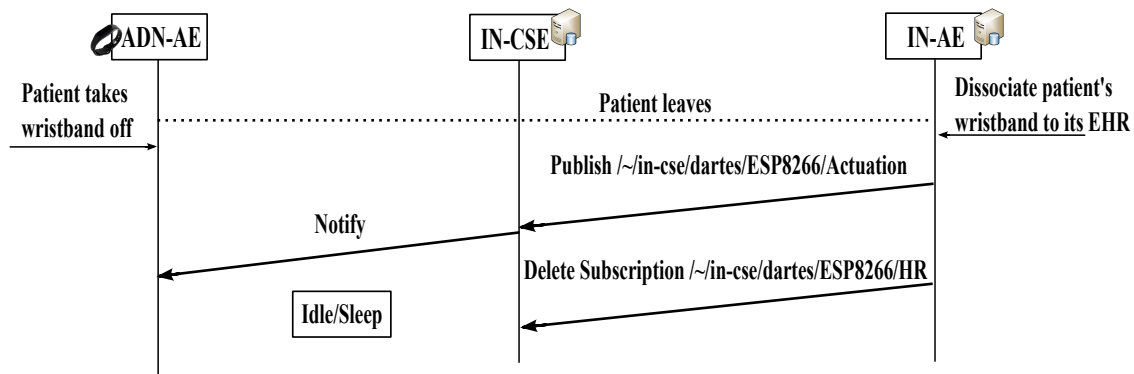 ADN-AE
IN-CSE
IN-AE
Patient takes
wristband off
Patient leaves
Dissociate patient's
wristband to its EHR
Publish /~/in-cse/dartes/ESP8266/Actuation
Notify
Delete Subscription /~/in-cse/dartes/ESP8266/HR
Idle/Sleep